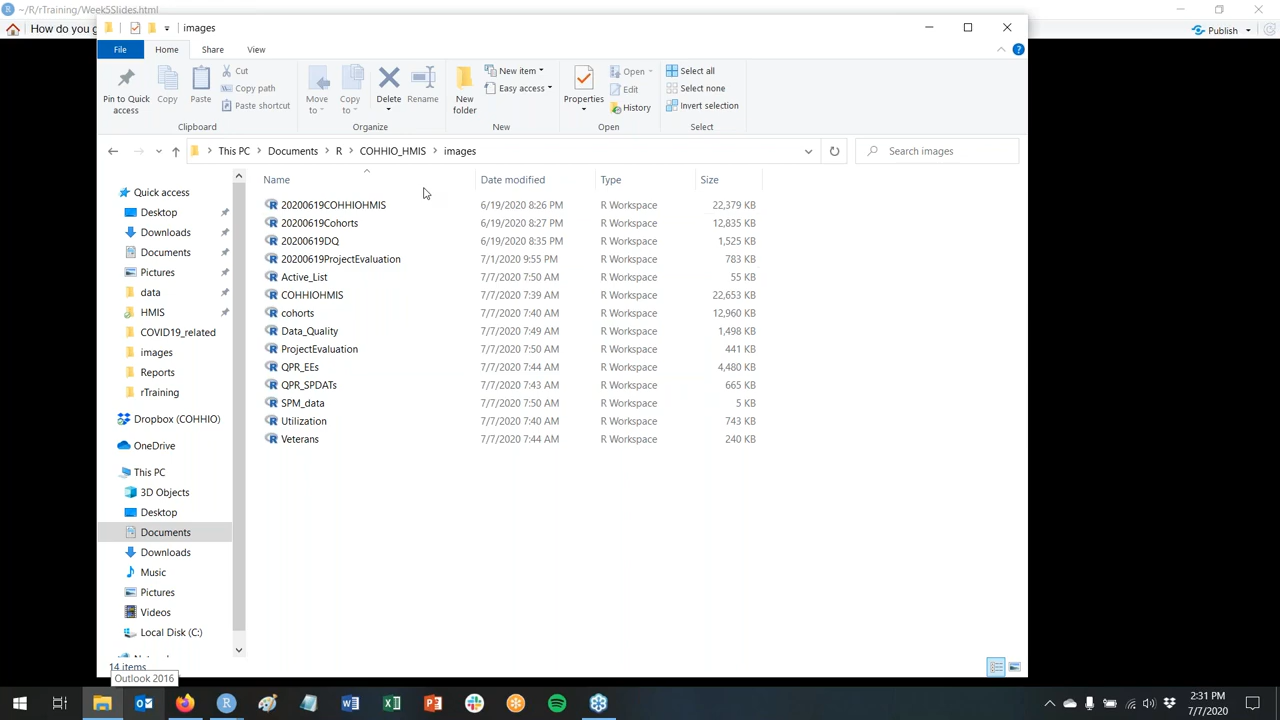 ~/R/rTraining/Week5Slides.html
How do you g
Publish
images
File Home Share View
Pin to Quick access
Copy
Paste
Cut
Copy path
Paste shortcut
Clipboard
Move to
Copy to
Delete
Rename
Organize
New folder
New item
Easy access
New
Properties
Open
Edit
History
Open
Select all
Select none
Invert selection
Select
This PC > Documents > R > COHHIO_HMIS > images
Search images
Quick access
Desktop
Downloads
Documents
Pictures
data
HMIS
COVID19_related
images
Reports
rTraining
Dropbox (COHHIO)
OneDrive
This PC
3D Objects
Desktop
Documents
Downloads
Music
Pictures
Videos
Local Disk (C:)
Name Date modified Type Size
20200619COHHIOHMIS 6/19/2020 8:26 PM R Workspace 22,379 KB
20200619Cohorts 6/19/2020 8:27 PM R Workspace 12,835 KB
20200619DQ 6/19/2020 8:35 PM R Workspace 1,525 KB
20200619ProjectEvaluation 7/1/2020 9:55 PM R Workspace 783 KB
Active_List 7/7/2020 7:50 AM R Workspace 55 KB
COHHIOHMIS 7/7/2020 7:39 AM R Workspace 22,653 KB
cohorts 7/7/2020 7:40 AM R Workspace 12,960 KB
Data_Quality 7/7/2020 7:49 AM R Workspace 1,498 KB
ProjectEvaluation 7/7/2020 7:50 AM R Workspace 441 KB
QPR_EEs 7/7/2020 7:44 AM R Workspace 4,480 KB
QPR_SPDATs 7/7/2020 7:43 AM R Workspace 665 KB
SPM_data 7/7/2020 7:50 AM R Workspace 5 KB
Utilization 7/7/2020 7:40 AM R Workspace 743 KB
Veterans 7/7/2020 7:44 AM R Workspace 240 KB
14 items
Outlook 2016
2:31 PM
7/7/2020